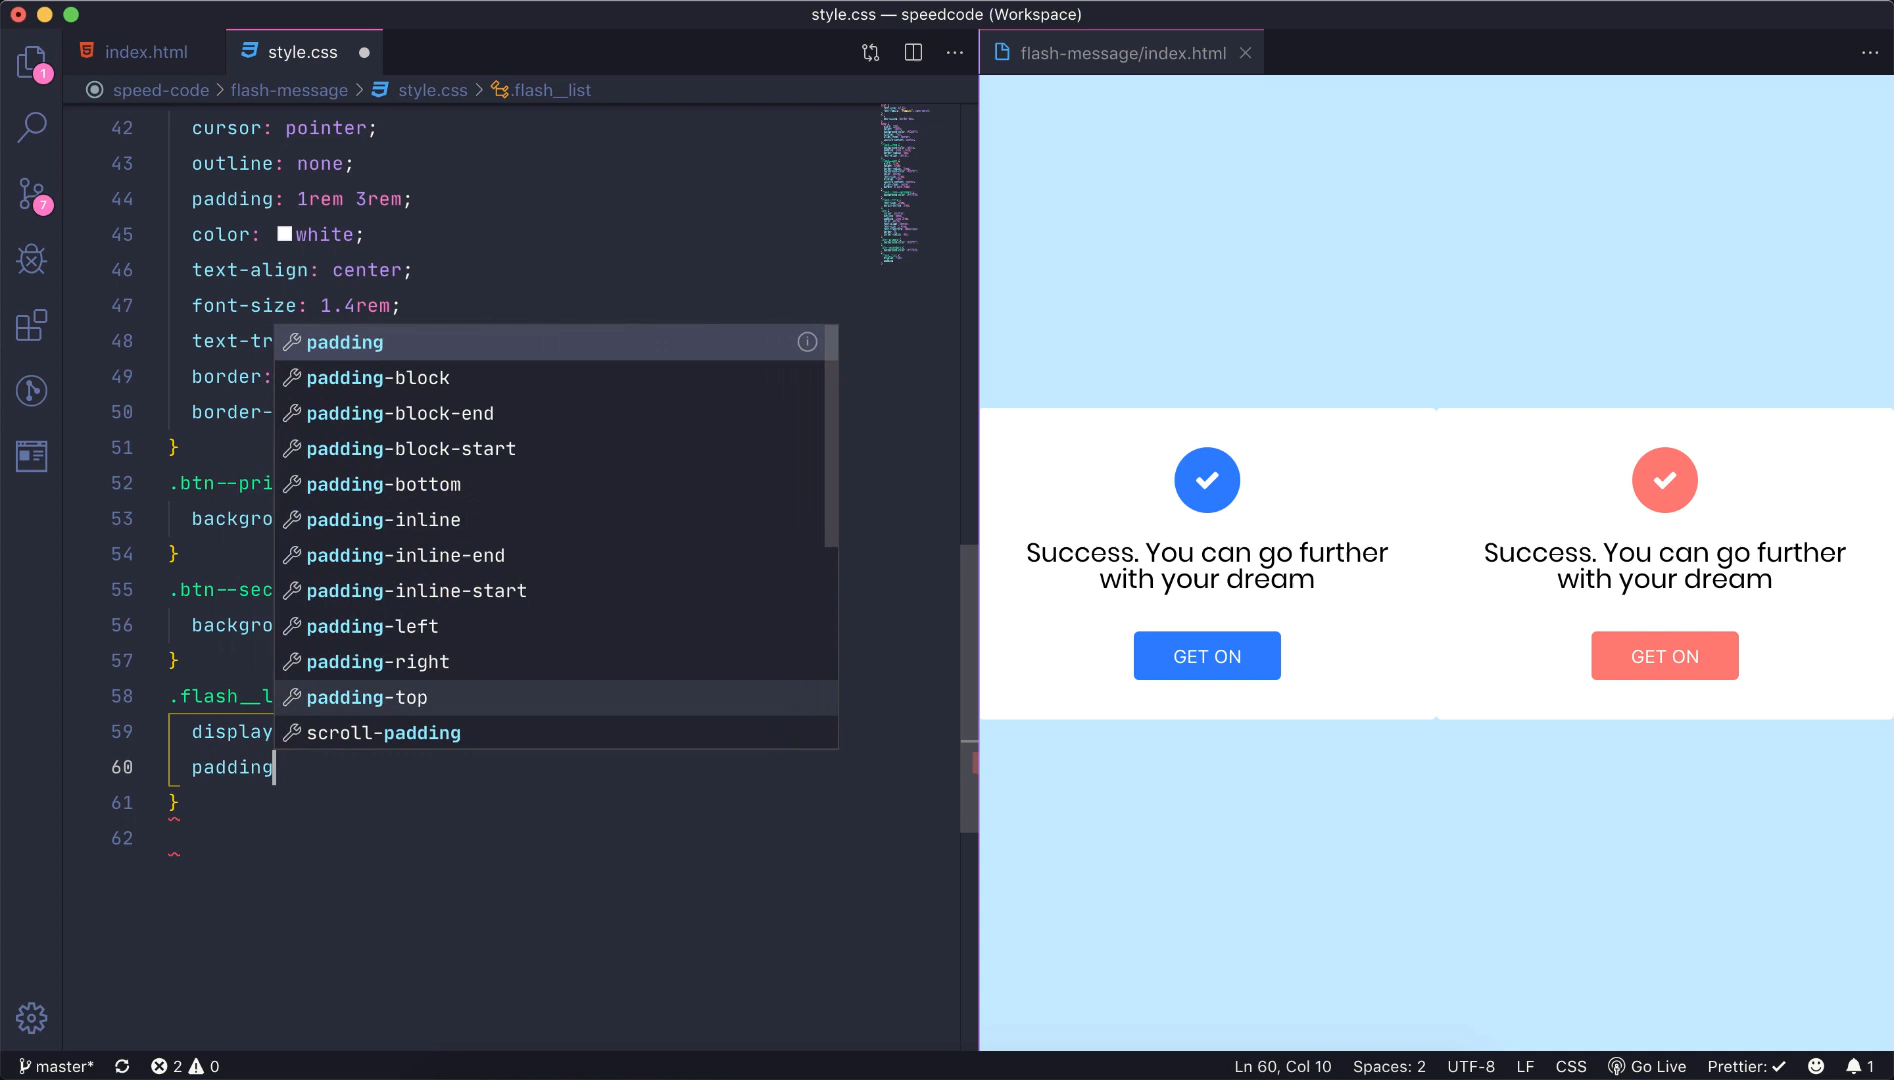 style.css — speedcode (Workspace)
index.html
style.css
flash-message/index.html
speed-code > flash-message > style.css > .flash__list
42 cursor: pointer;
43 outline: none;
44 padding: 1rem 3rem;
45 color: white;
46 text-align: center;
47 font-size: 1.4rem;
48 text-tr
49 border:
50 border-
51 }
52 .btn--pri
53 backgro
54 }
55 .btn--sec
56 backgro
57 }
58 .flash__l
59 display
60 padding
61 }
62
padding
padding-block
padding-block-end
padding-block-start
padding-bottom
padding-inline
padding-inline-end
padding-inline-start
padding-left
padding-right
padding-top
scroll-padding
1
7
Success. You can go further
with your dream
GET ON
Success. You can go further
with your dream
GET ON
master* 2 0 Ln 60, Col 10 Spaces: 2 UTF-8 LF CSS Go Live Prettier: ✓ 1